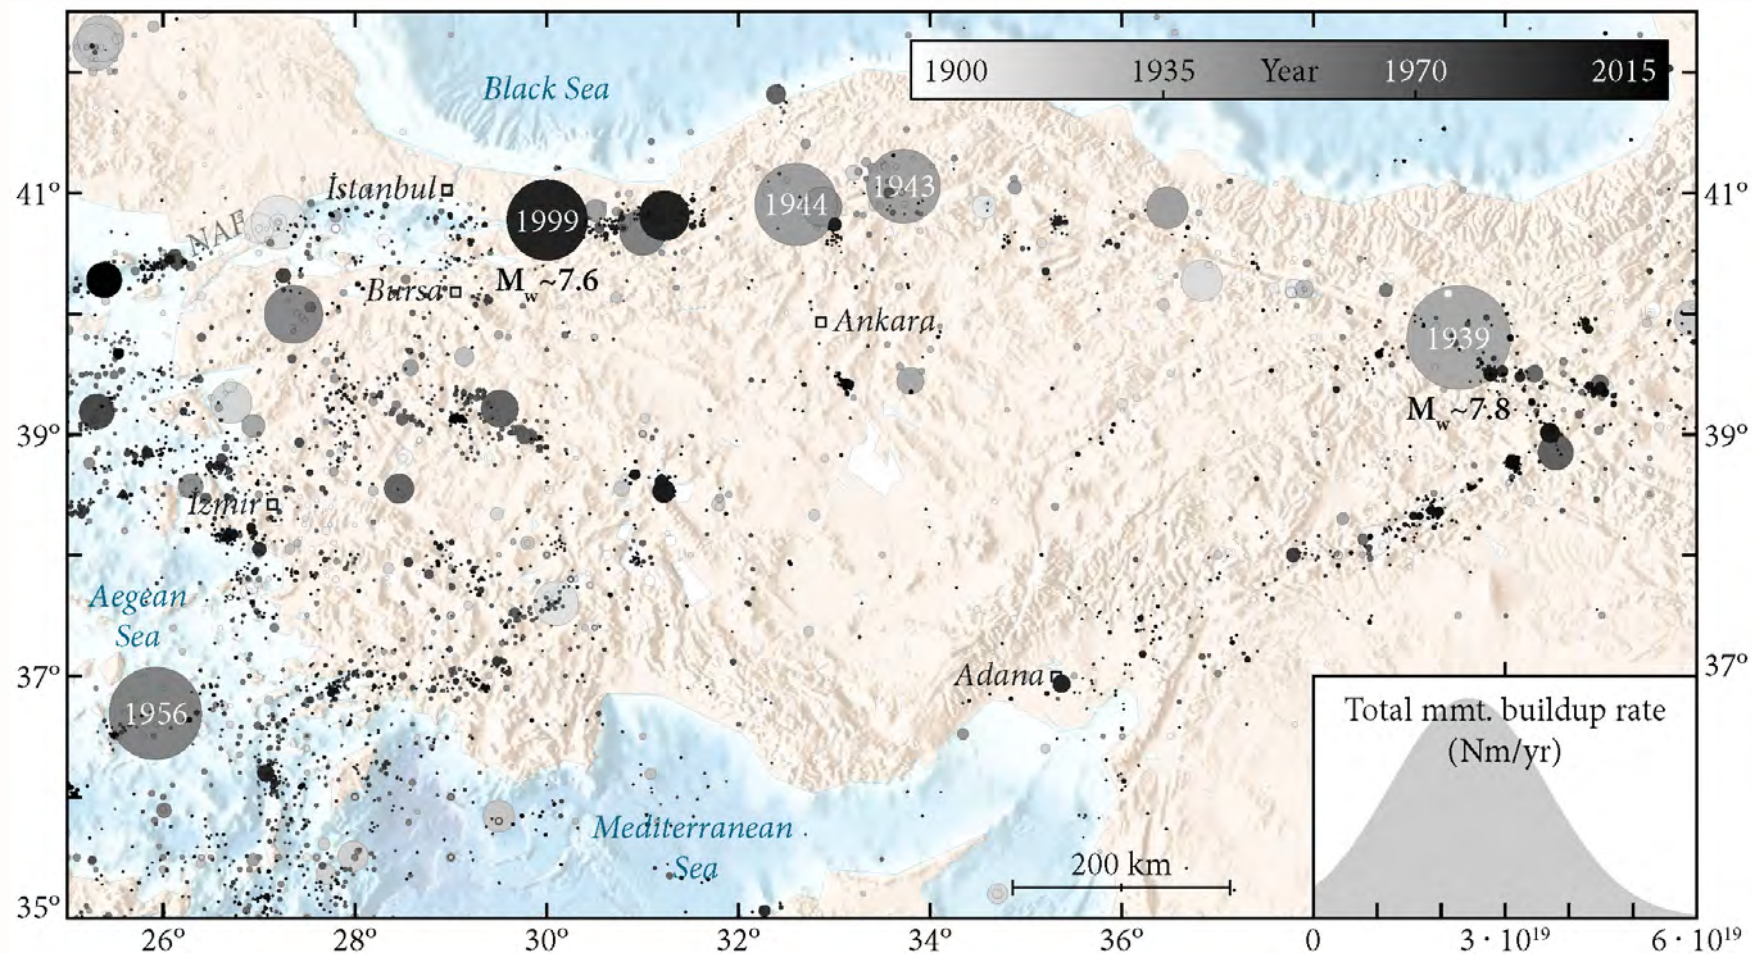 Black Sea
1900 1935 Year 1970 2015
41°
İstanbul
1999
1944
1943
41°
NAF
Bursa
M
w
~7.6
Ankara
1939
39°
M
w
~7.8
39°
İzmir
Aegean
Sea
37°
Adana
37°
1956
Total mmt. buildup rate
(Nm/yr)
Mediterranean
Sea
200 km
35°
26° 28° 30° 32° 34° 36° 0 3 · 10¹⁹ 6 · 10¹⁹